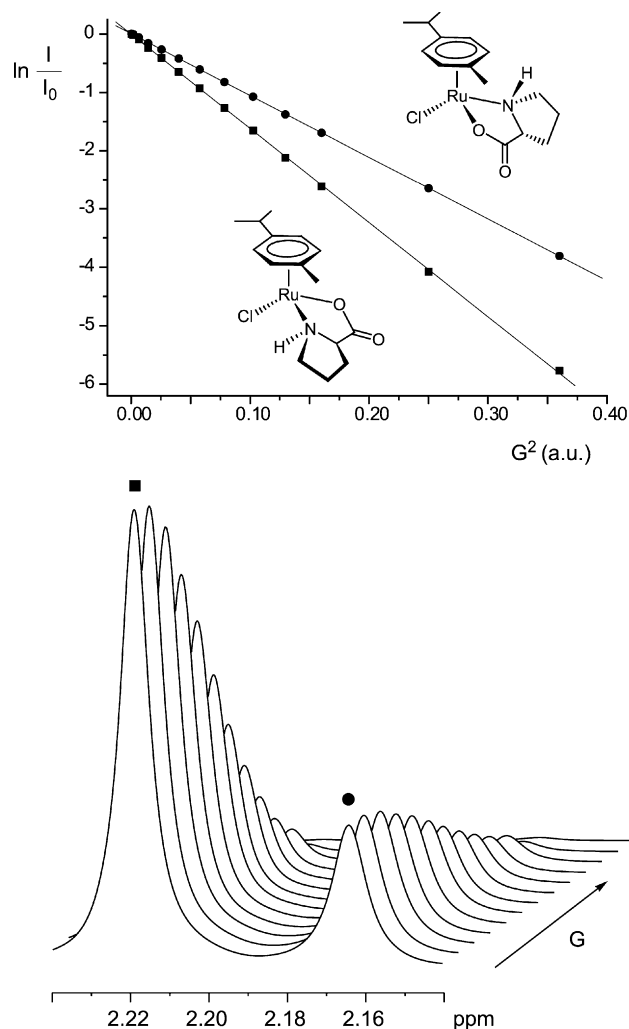 0
ln I
I₀
-1
-2
-3
-4
-5
-6
0.00 0.10 0.20 0.30 0.40
G² (a.u.)
H
Ru
N
Cl
O
O
Ru
O
Cl
N
H
O
G
2.22 2.20 2.18 2.16 ppm